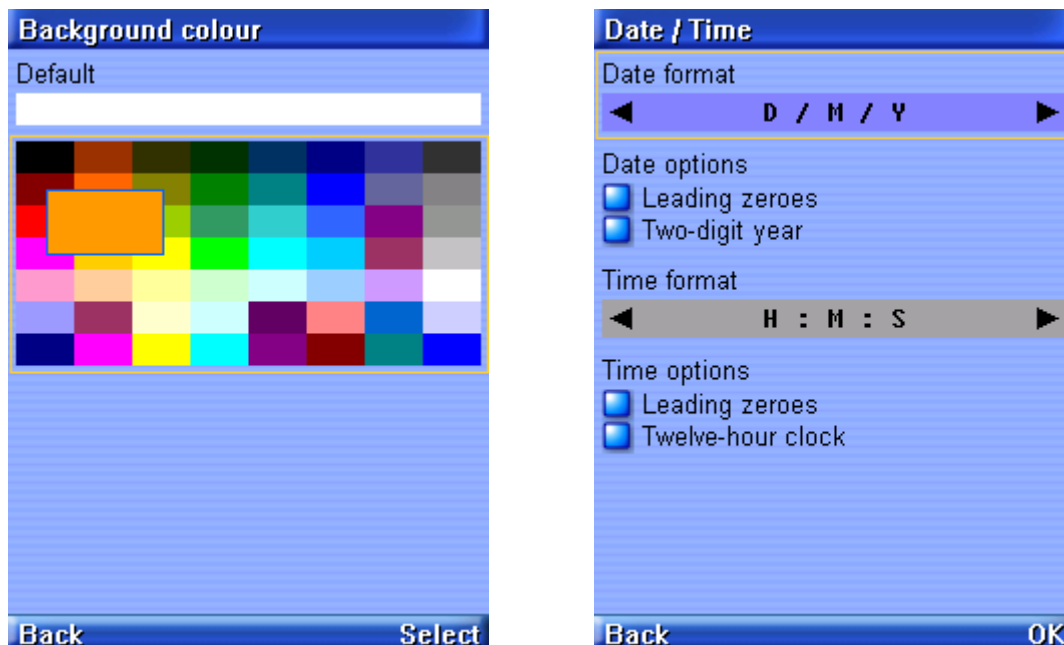 Background colour
Default
Back Select
Date / Time
Date format
D / M / Y
Date options
Leading zeroes
Two-digit year
Time format
H : M : S
Time options
Leading zeroes
Twelve-hour clock
Back OK